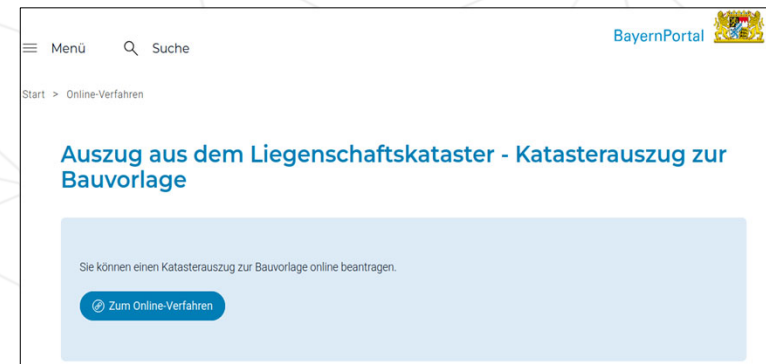 Menü Suche
BayernPortal
Start > Online-Verfahren
Auszug aus dem Liegenschaftskataster - Katasterauszug zur
Bauvorlage
Sie können einen Katasterauszug zur Bauvorlage online beantragen.
Zum Online-Verfahren